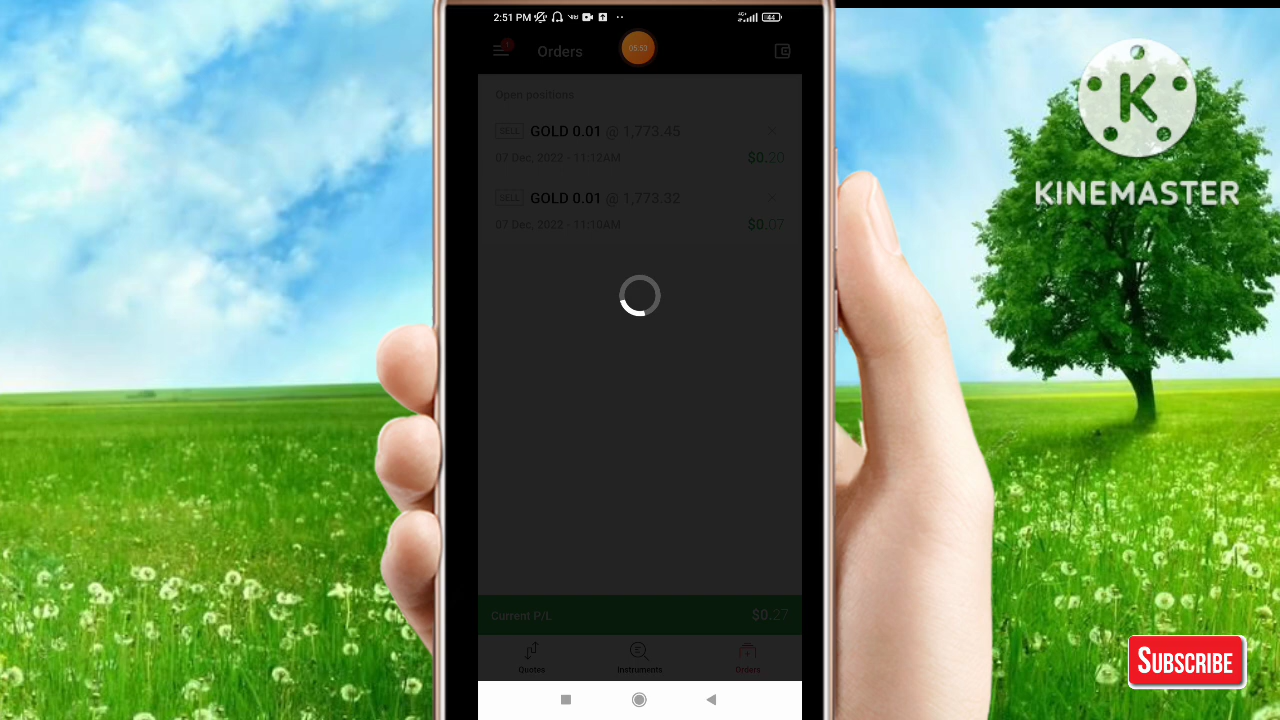 2:51 PM
05:53
Orders
Open positions
SELL GOLD 0.01 @ 1,773.45
07 Dec, 2022 - 11:12AM $0.20
SELL GOLD 0.01 @ 1,773.32
07 Dec, 2022 - 11:10AM $0.07
Current P/L $0.27
Quotes Instruments Orders
K
KINEMASTER
SUBSCRIBE